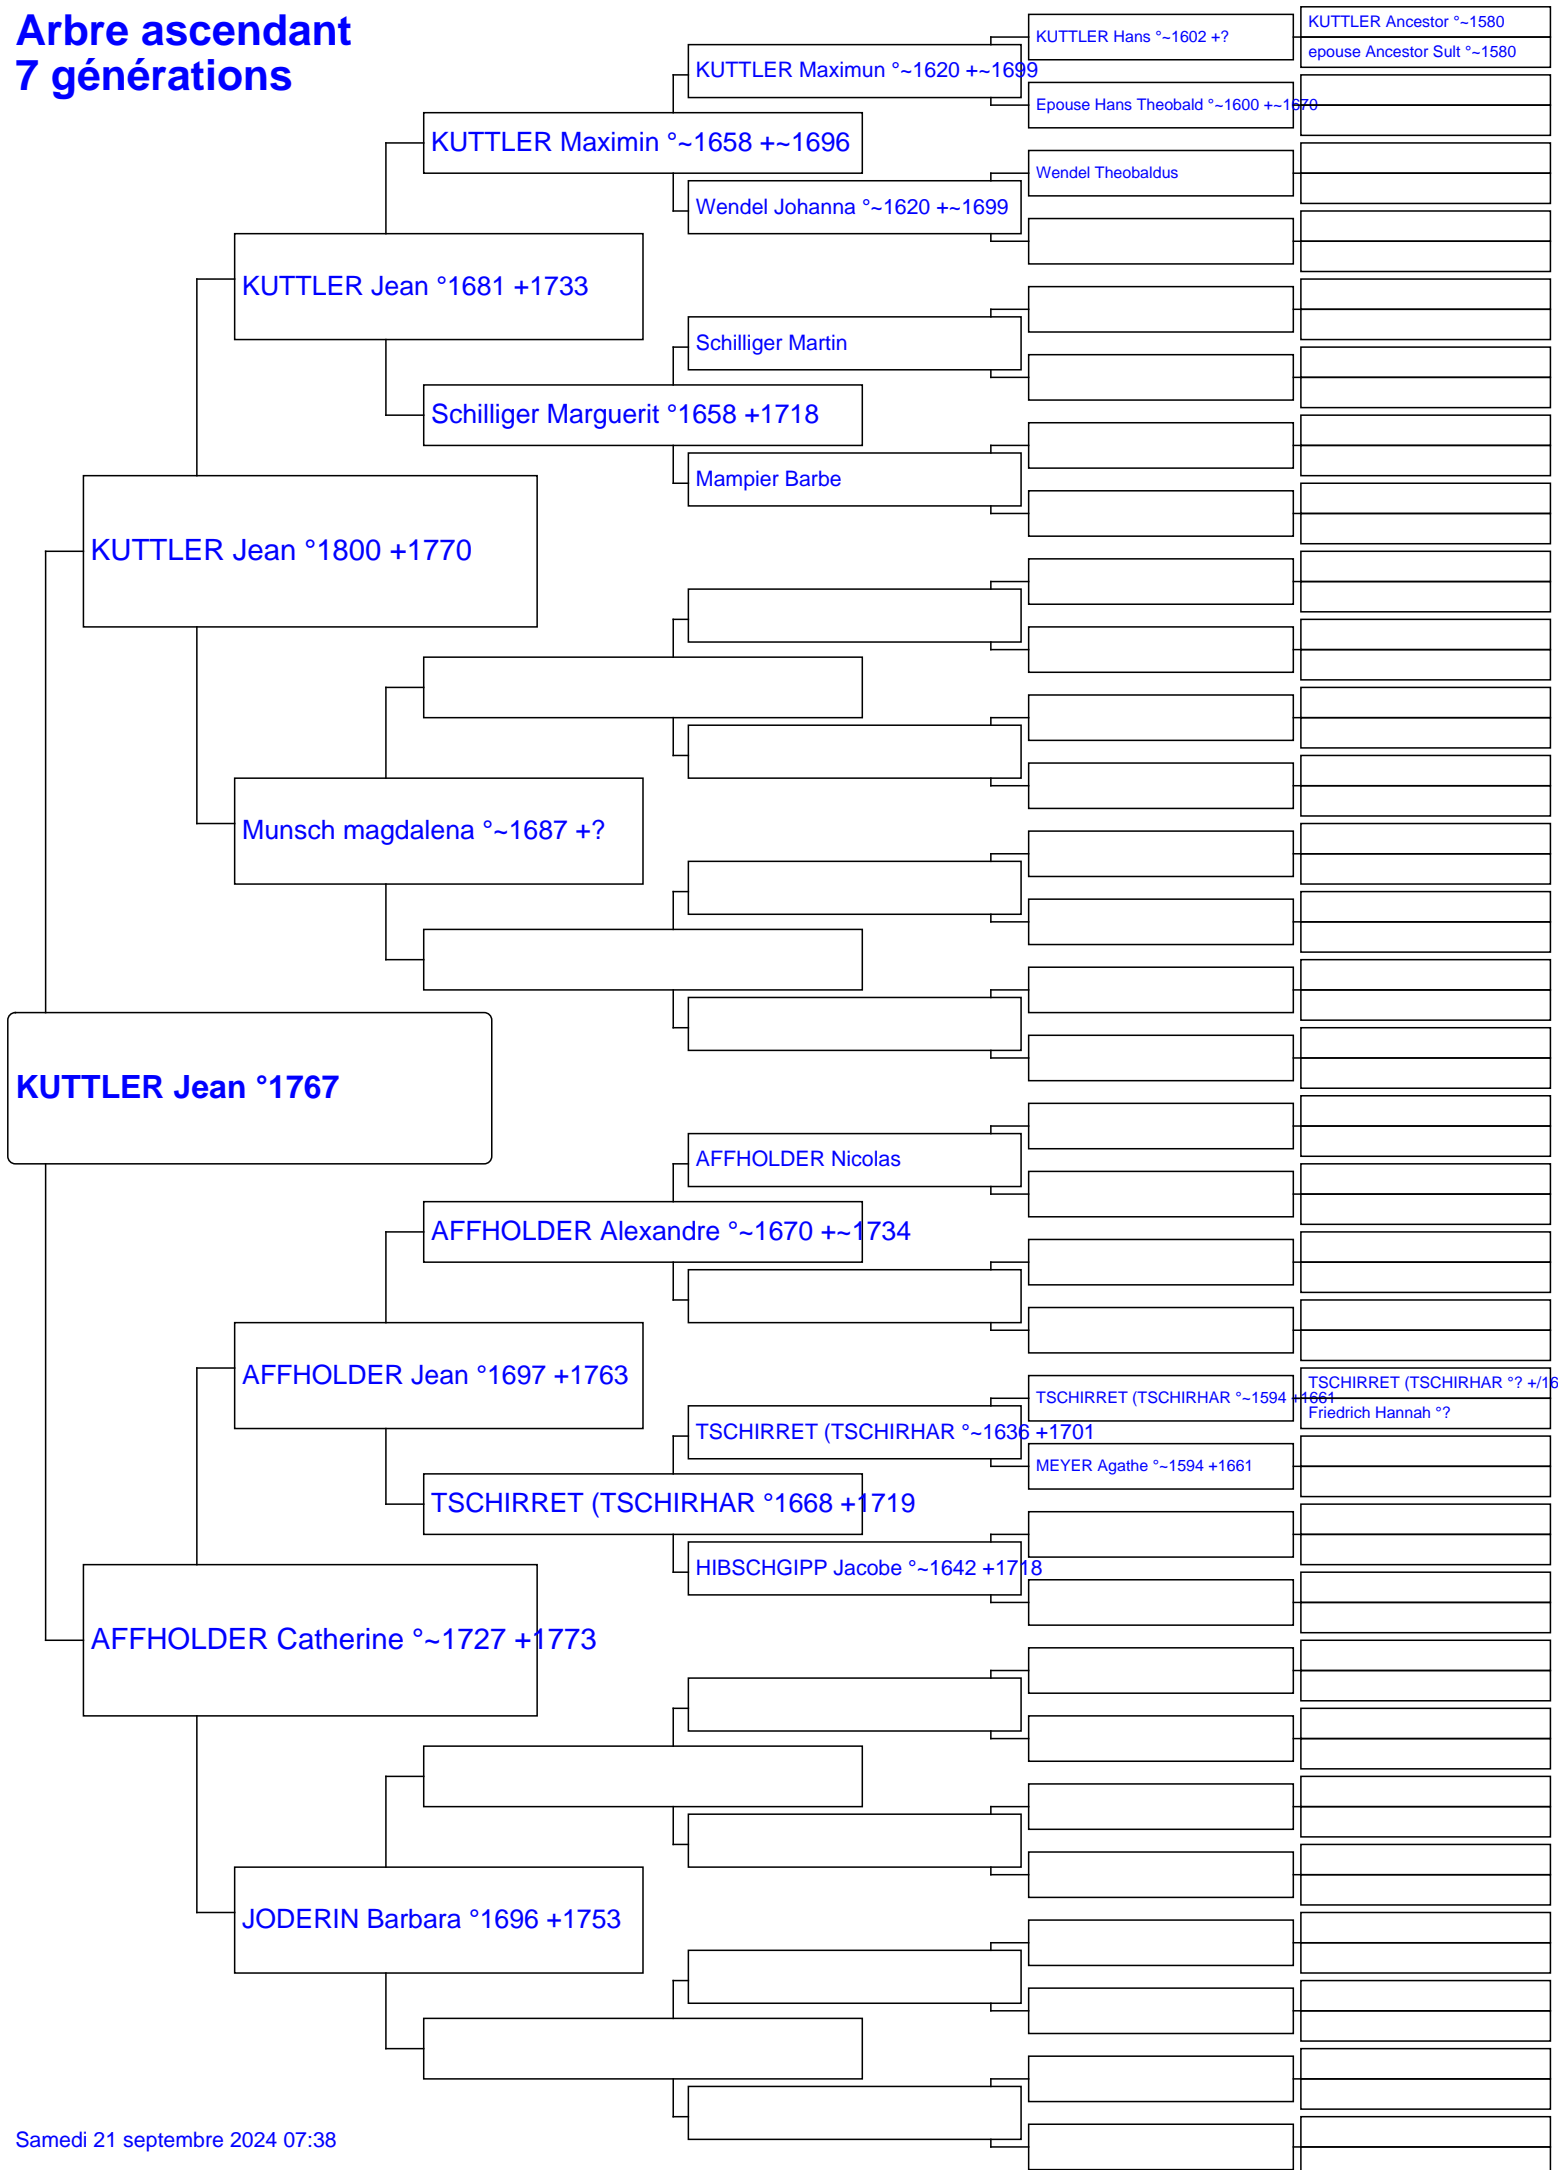 Arbre ascendant
7 générations
KUTTLER Ancestor °~1580
KUTTLER Hans °~1602 +?
epouse Ancestor Sult °~1580
KUTTLER Maximun °~1620 +~1699
Epouse Hans Theobald °~1600 +~1670
KUTTLER Maximin °~1658 +~1696
Wendel Theobaldus
Wendel Johanna °~1620 +~1699
KUTTLER Jean °1681 +1733
Schilliger Martin
Schilliger Marguerit °1658 +1718
Mampier Barbe
KUTTLER Jean °1800 +1770
Munsch magdalena °~1687 +?
KUTTLER Jean °1767
AFFHOLDER Nicolas
AFFHOLDER Alexandre °~1670 +~1734
AFFHOLDER Jean °1697 +1763
TSCHIRRET (TSCHIRHAR °? +/16
TSCHIRRET (TSCHIRHAR °~1594 +1661
Friedrich Hannah °?
TSCHIRRET (TSCHIRHAR °~1636 +1701
MEYER Agathe °~1594 +1661
TSCHIRRET (TSCHIRHAR °1668 +1719
HIBSCHGIPP Jacobe °~1642 +1718
AFFHOLDER Catherine °~1727 +1773
JODERIN Barbara °1696 +1753
Samedi 21 septembre 2024 07:38